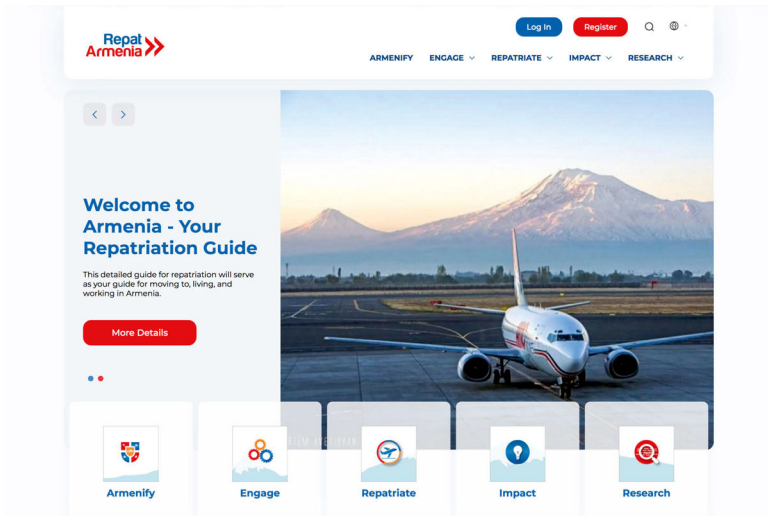 Repat
Armenia
Log In
Register
ARMENIFY
ENGAGE
REPATRIATE
IMPACT
RESEARCH
Welcome to
Armenia - Your
Repatriation Guide
This detailed guide for repatriation will serve
as your guide for moving to, living, and
working in Armenia.
More Details
Armenify
Engage
Repatriate
Impact
Research